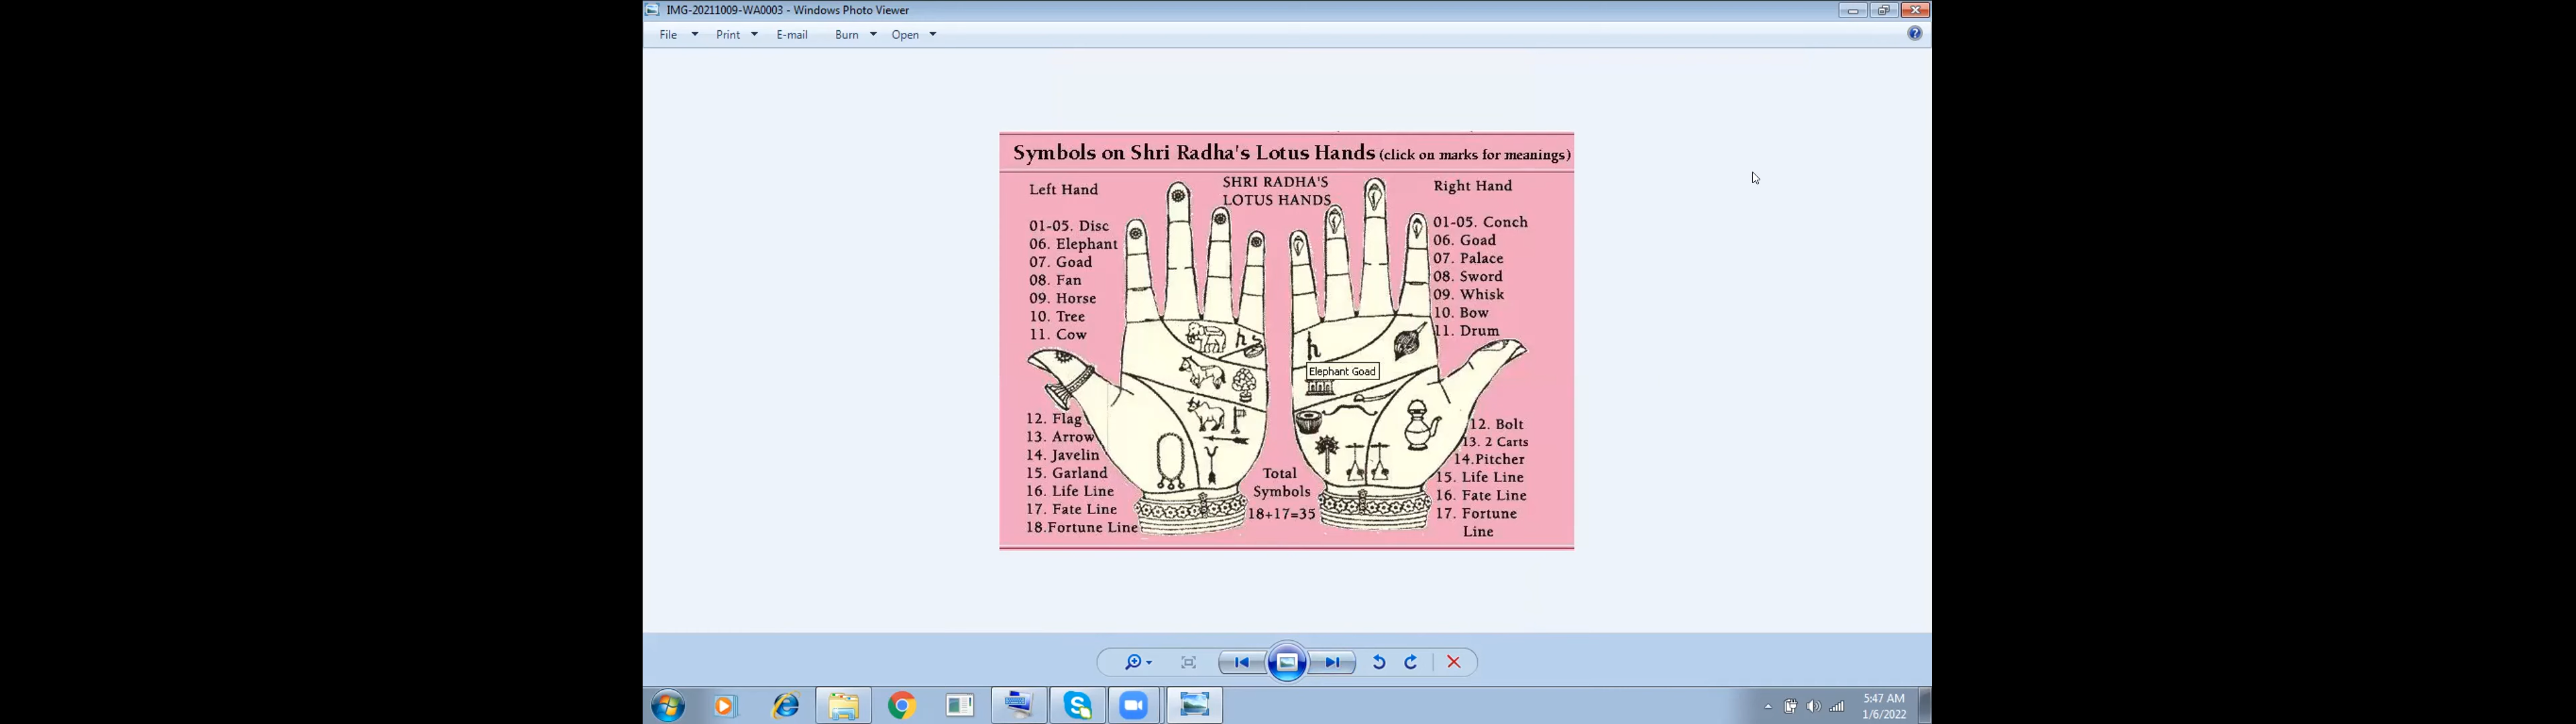 IMG-20211009-WA0003 - Windows Photo Viewer
File Print E-mail Burn Open
Symbols on Shri Radha's Lotus Hands (click on marks for meanings)
SHRI RADHA'S
LOTUS HANDS
Left Hand
01-05. Disc
06. Elephant
07. Goad
08. Fan
09. Horse
10. Tree
11. Cow
12. Flag
13. Arrow
14. Javelin
15. Garland
16. Life Line
17. Fate Line
18.Fortune Line
Right Hand
01-05. Conch
06. Goad
07. Palace
08. Sword
09. Whisk
10. Bow
11. Drum
Elephant Goad
12. Bolt
13. 2 Carts
14.Pitcher
15. Life Line
16. Fate Line
17. Fortune
Line
Total
Symbols
18+17=35
5:47 AM
1/6/2022